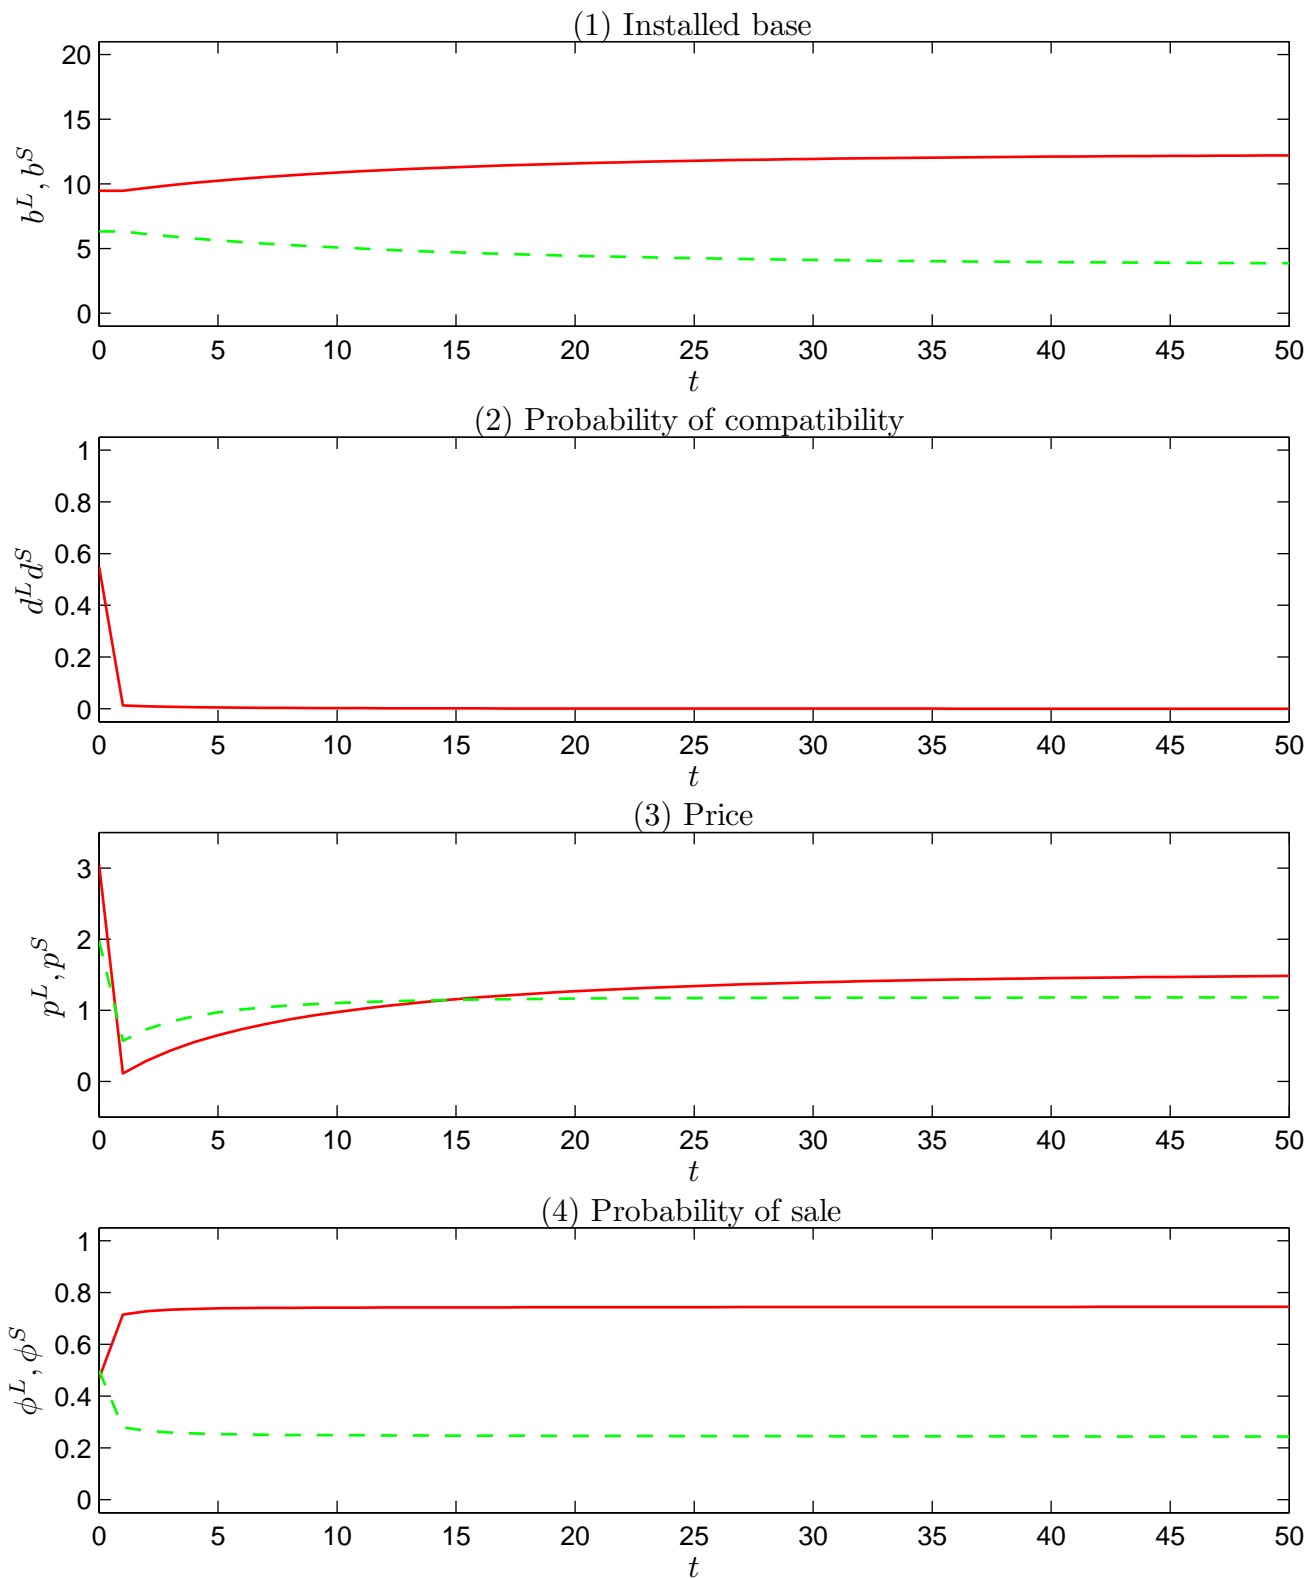 (1) Installed base
20
15
10
5
0
b^L, b^S
0 5 10 15 20 25 30 35 40 45 50
t
(2) Probability of compatibility
1
0.8
0.6
0.4
0.2
0
d^L d^S
0 5 10 15 20 25 30 35 40 45 50
t
(3) Price
3
2
1
0
p^L, p^S
0 5 10 15 20 25 30 35 40 45 50
t
(4) Probability of sale
1
0.8
0.6
0.4
0.2
0
ϕ^L, ϕ^S
0 5 10 15 20 25 30 35 40 45 50
t